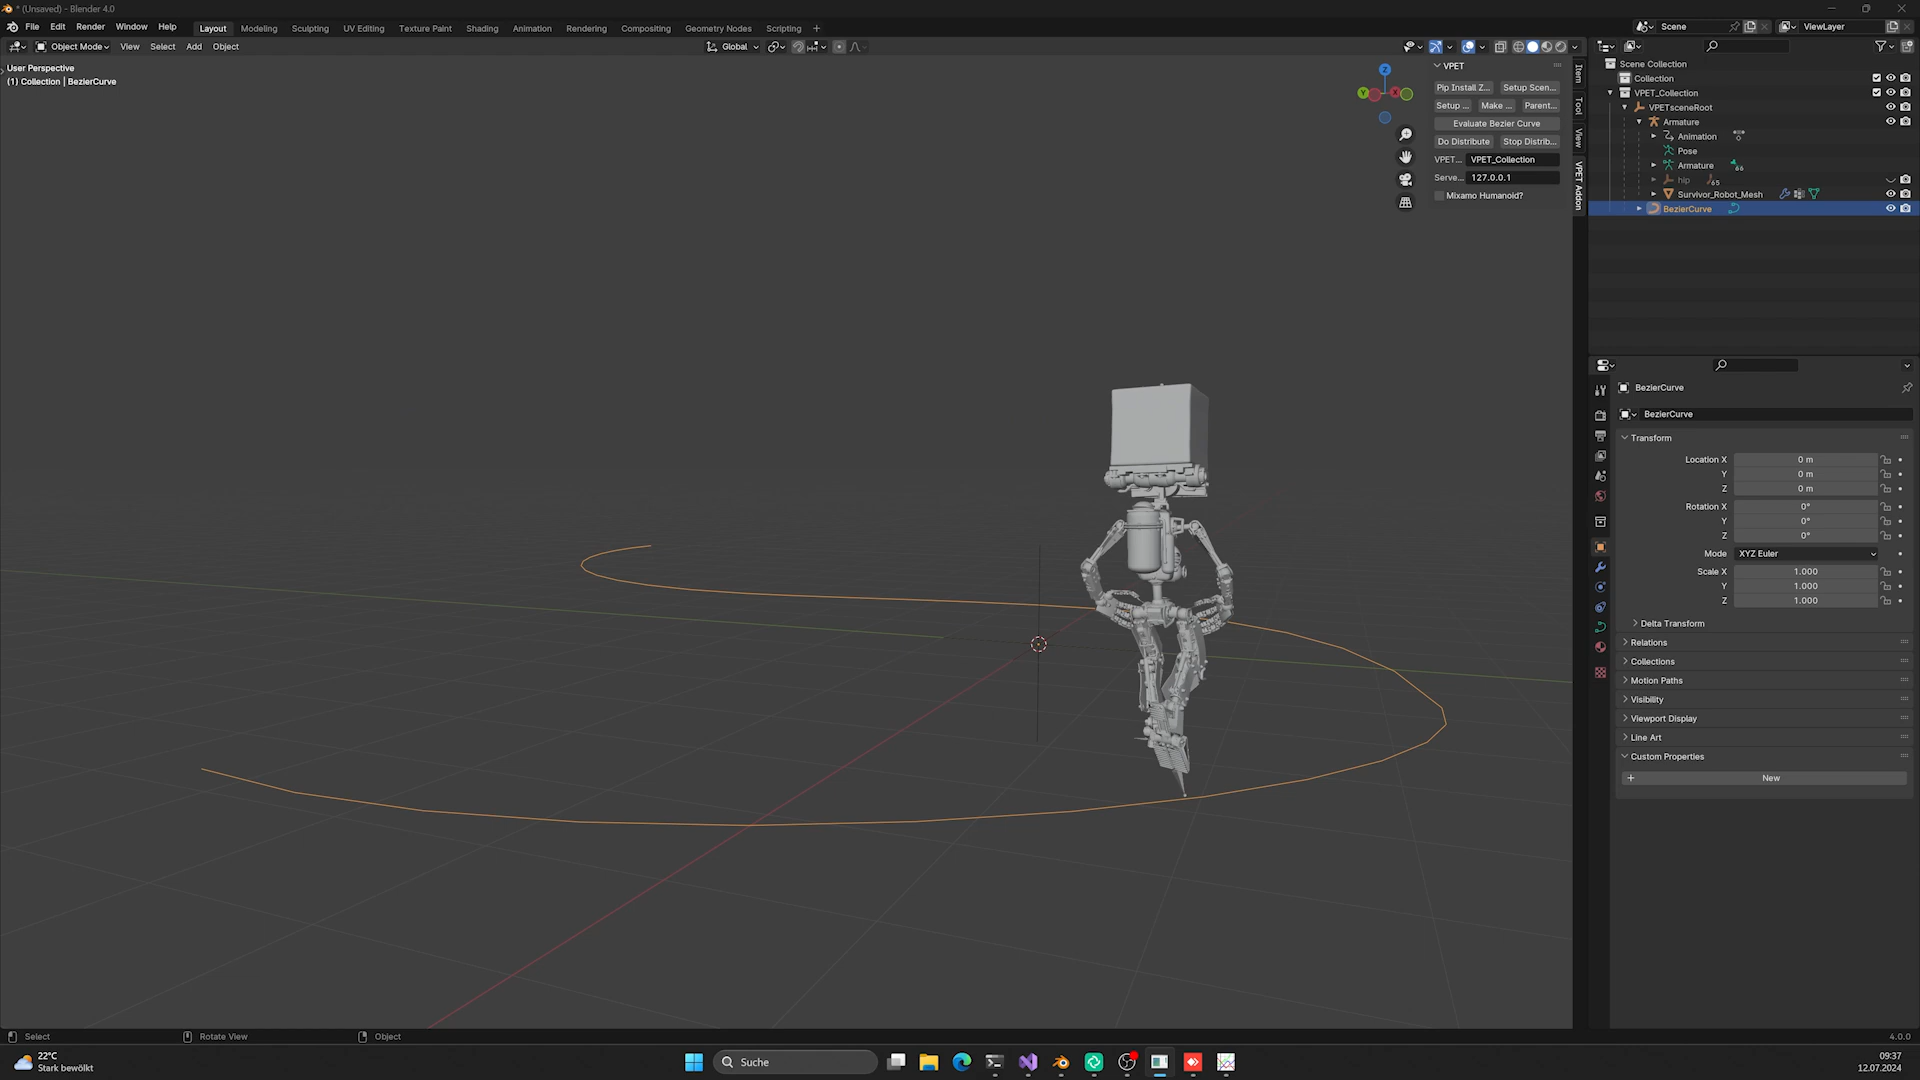 * (Unsaved) - Blender 4.0
File Edit Render Window Help Layout Modeling Sculpting UV Editing Texture Paint Shading Animation Rendering Compositing Geometry Nodes Scripting +
Scene ViewLayer
Object Mode View Select Add Object Global
User Perspective
(1) Collection | BezierCurve
Z
Y
X
VPET
Pip Install Z... Setup Scen...
Setup ... Make ... Parent...
Evaluate Bezier Curve
Do Distribute Stop Distrib...
VPET... VPET_Collection
Serve... 127.0.0.1
Mixamo Humanoid?
Item
Tool
View
VPET Addon
Scene Collection
Collection
VPET_Collection
VPETsceneRoot
Armature
Animation
Pose
Armature 66
hip 65
Survivor_Robot_Mesh
BezierCurve
BezierCurve
BezierCurve
Transform
Location X 0 m
Y 0 m
Z 0 m
Rotation X 0°
Y 0°
Z 0°
Mode XYZ Euler
Scale X 1.000
Y 1.000
Z 1.000
Delta Transform
Relations
Collections
Motion Paths
Visibility
Viewport Display
Line Art
Custom Properties
+ New
Select Rotate View Object 4.0.0
22°C
Stark bewölkt
Suche
09:37
12.07.2024